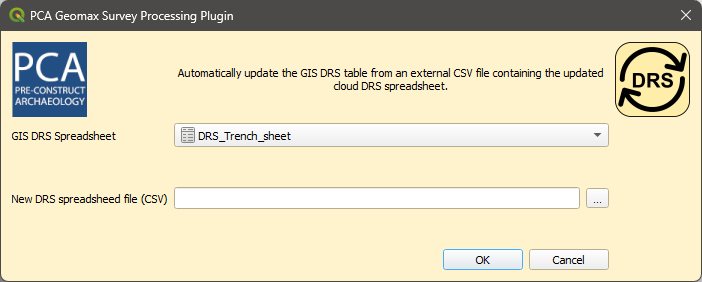 PCA Geomax Survey Processing Plugin
PCA
PRE-CONSTRUCT
ARCHAEOLOGY
Automatically update the GIS DRS table from an external CSV file containing the updated
cloud DRS spreadsheet.
DRS
GIS DRS Spreadsheet
DRS_Trench_sheet
New DRS spreadsheed file (CSV)
...
OK
Cancel